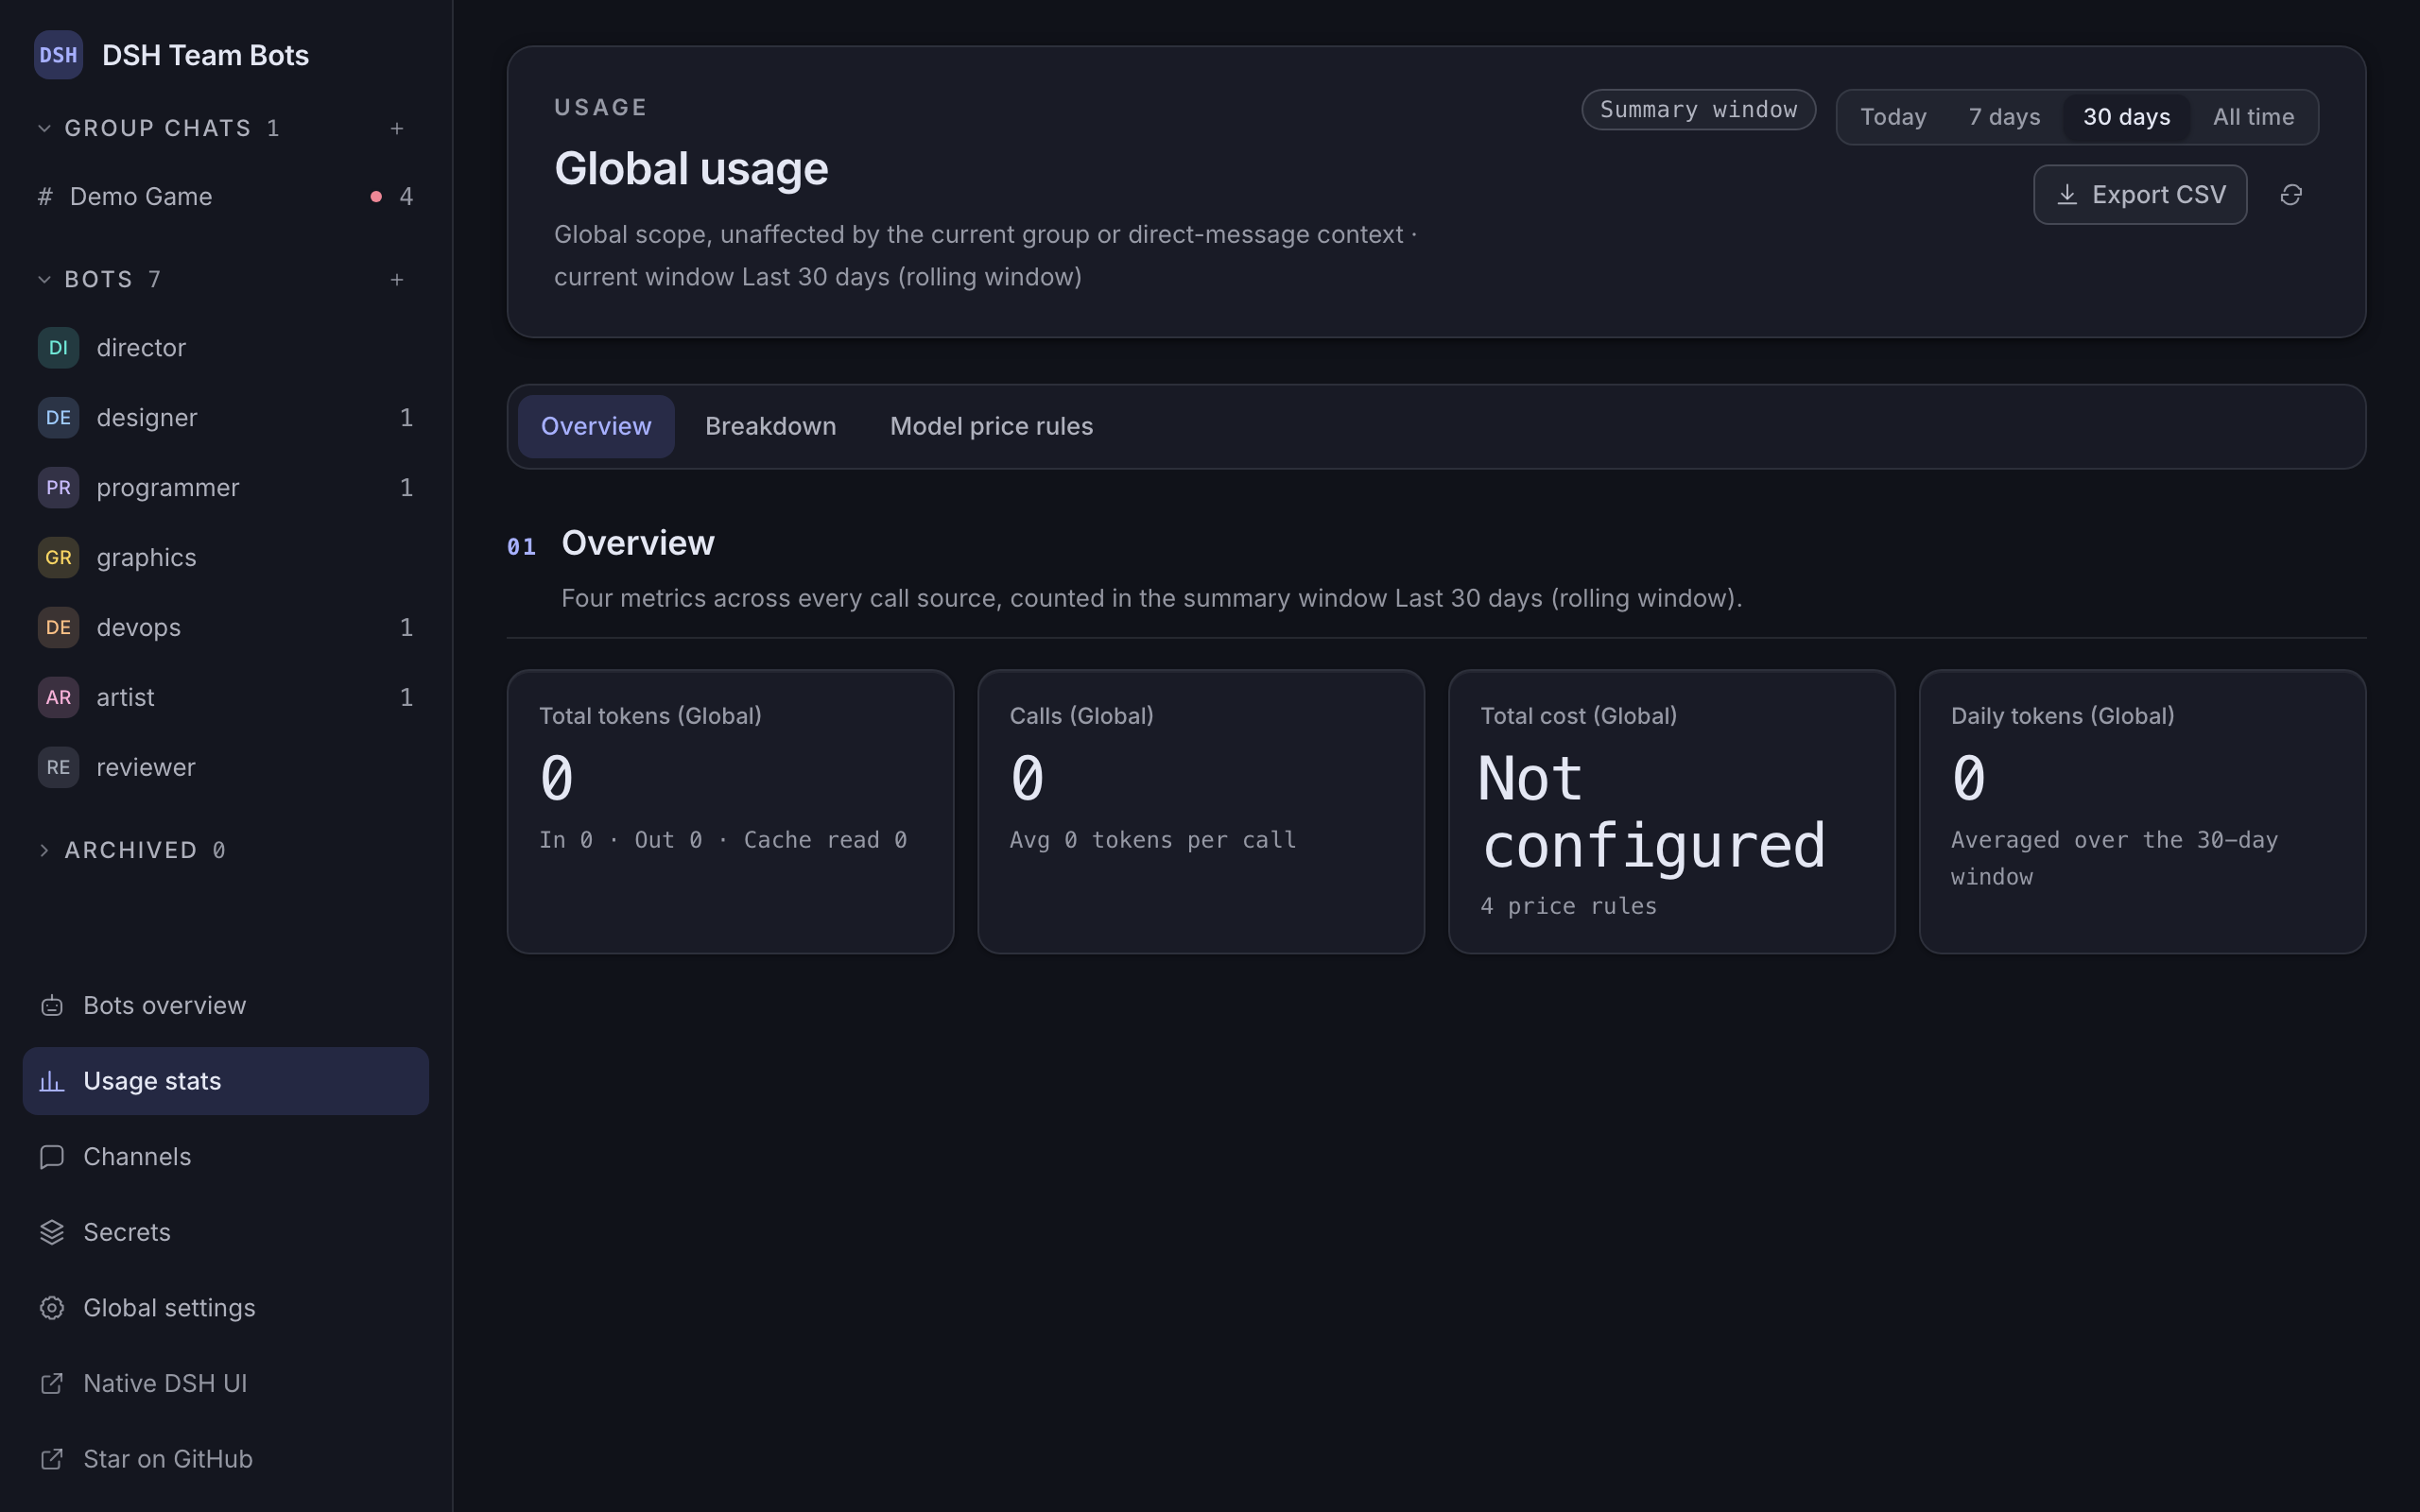 DSH DSH Team Bots
GROUP CHATS 1 +
# Demo Game 4
BOTS 7 +
DI director
DE designer 1
PR programmer 1
GR graphics
DE devops 1
AR artist 1
RE reviewer
ARCHIVED 0
Bots overview
Usage stats
Channels
Secrets
Global settings
Native DSH UI
Star on GitHub
USAGE
Global usage
Global scope, unaffected by the current group or direct-message context ·
current window Last 30 days (rolling window)
Summary window Today 7 days 30 days All time
Export CSV
Overview Breakdown Model price rules
01 Overview
Four metrics across every call source, counted in the summary window Last 30 days (rolling window).
Total tokens (Global)
0
In 0 · Out 0 · Cache read 0
Calls (Global)
0
Avg 0 tokens per call
Total cost (Global)
Not
configured
4 price rules
Daily tokens (Global)
0
Averaged over the 30-day
window